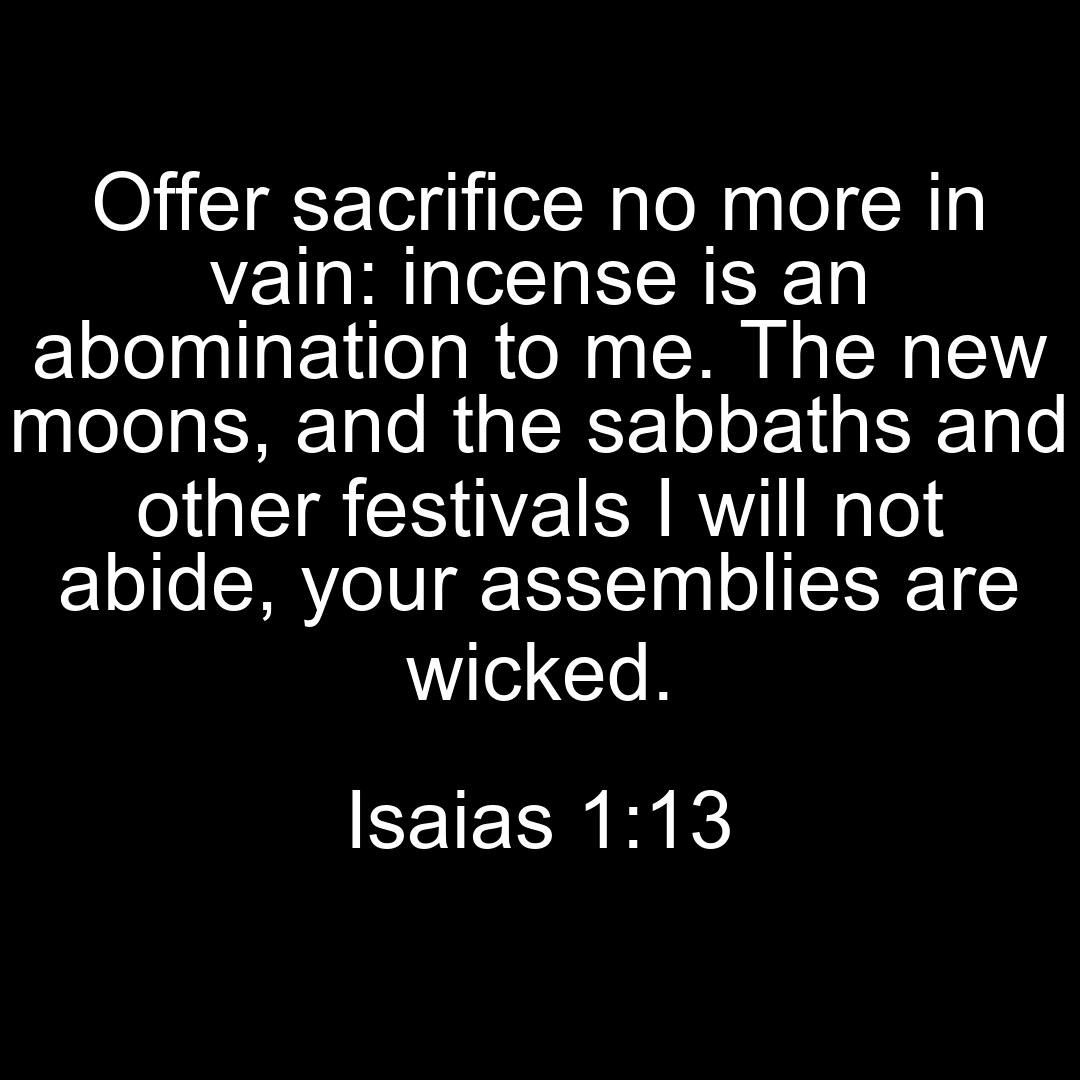 Offer sacrifice no more in
vain: incense is an
abomination to me. The new
moons, and the sabbaths and
other festivals I will not
abide, your assemblies are
wicked.
Isaias 1:13